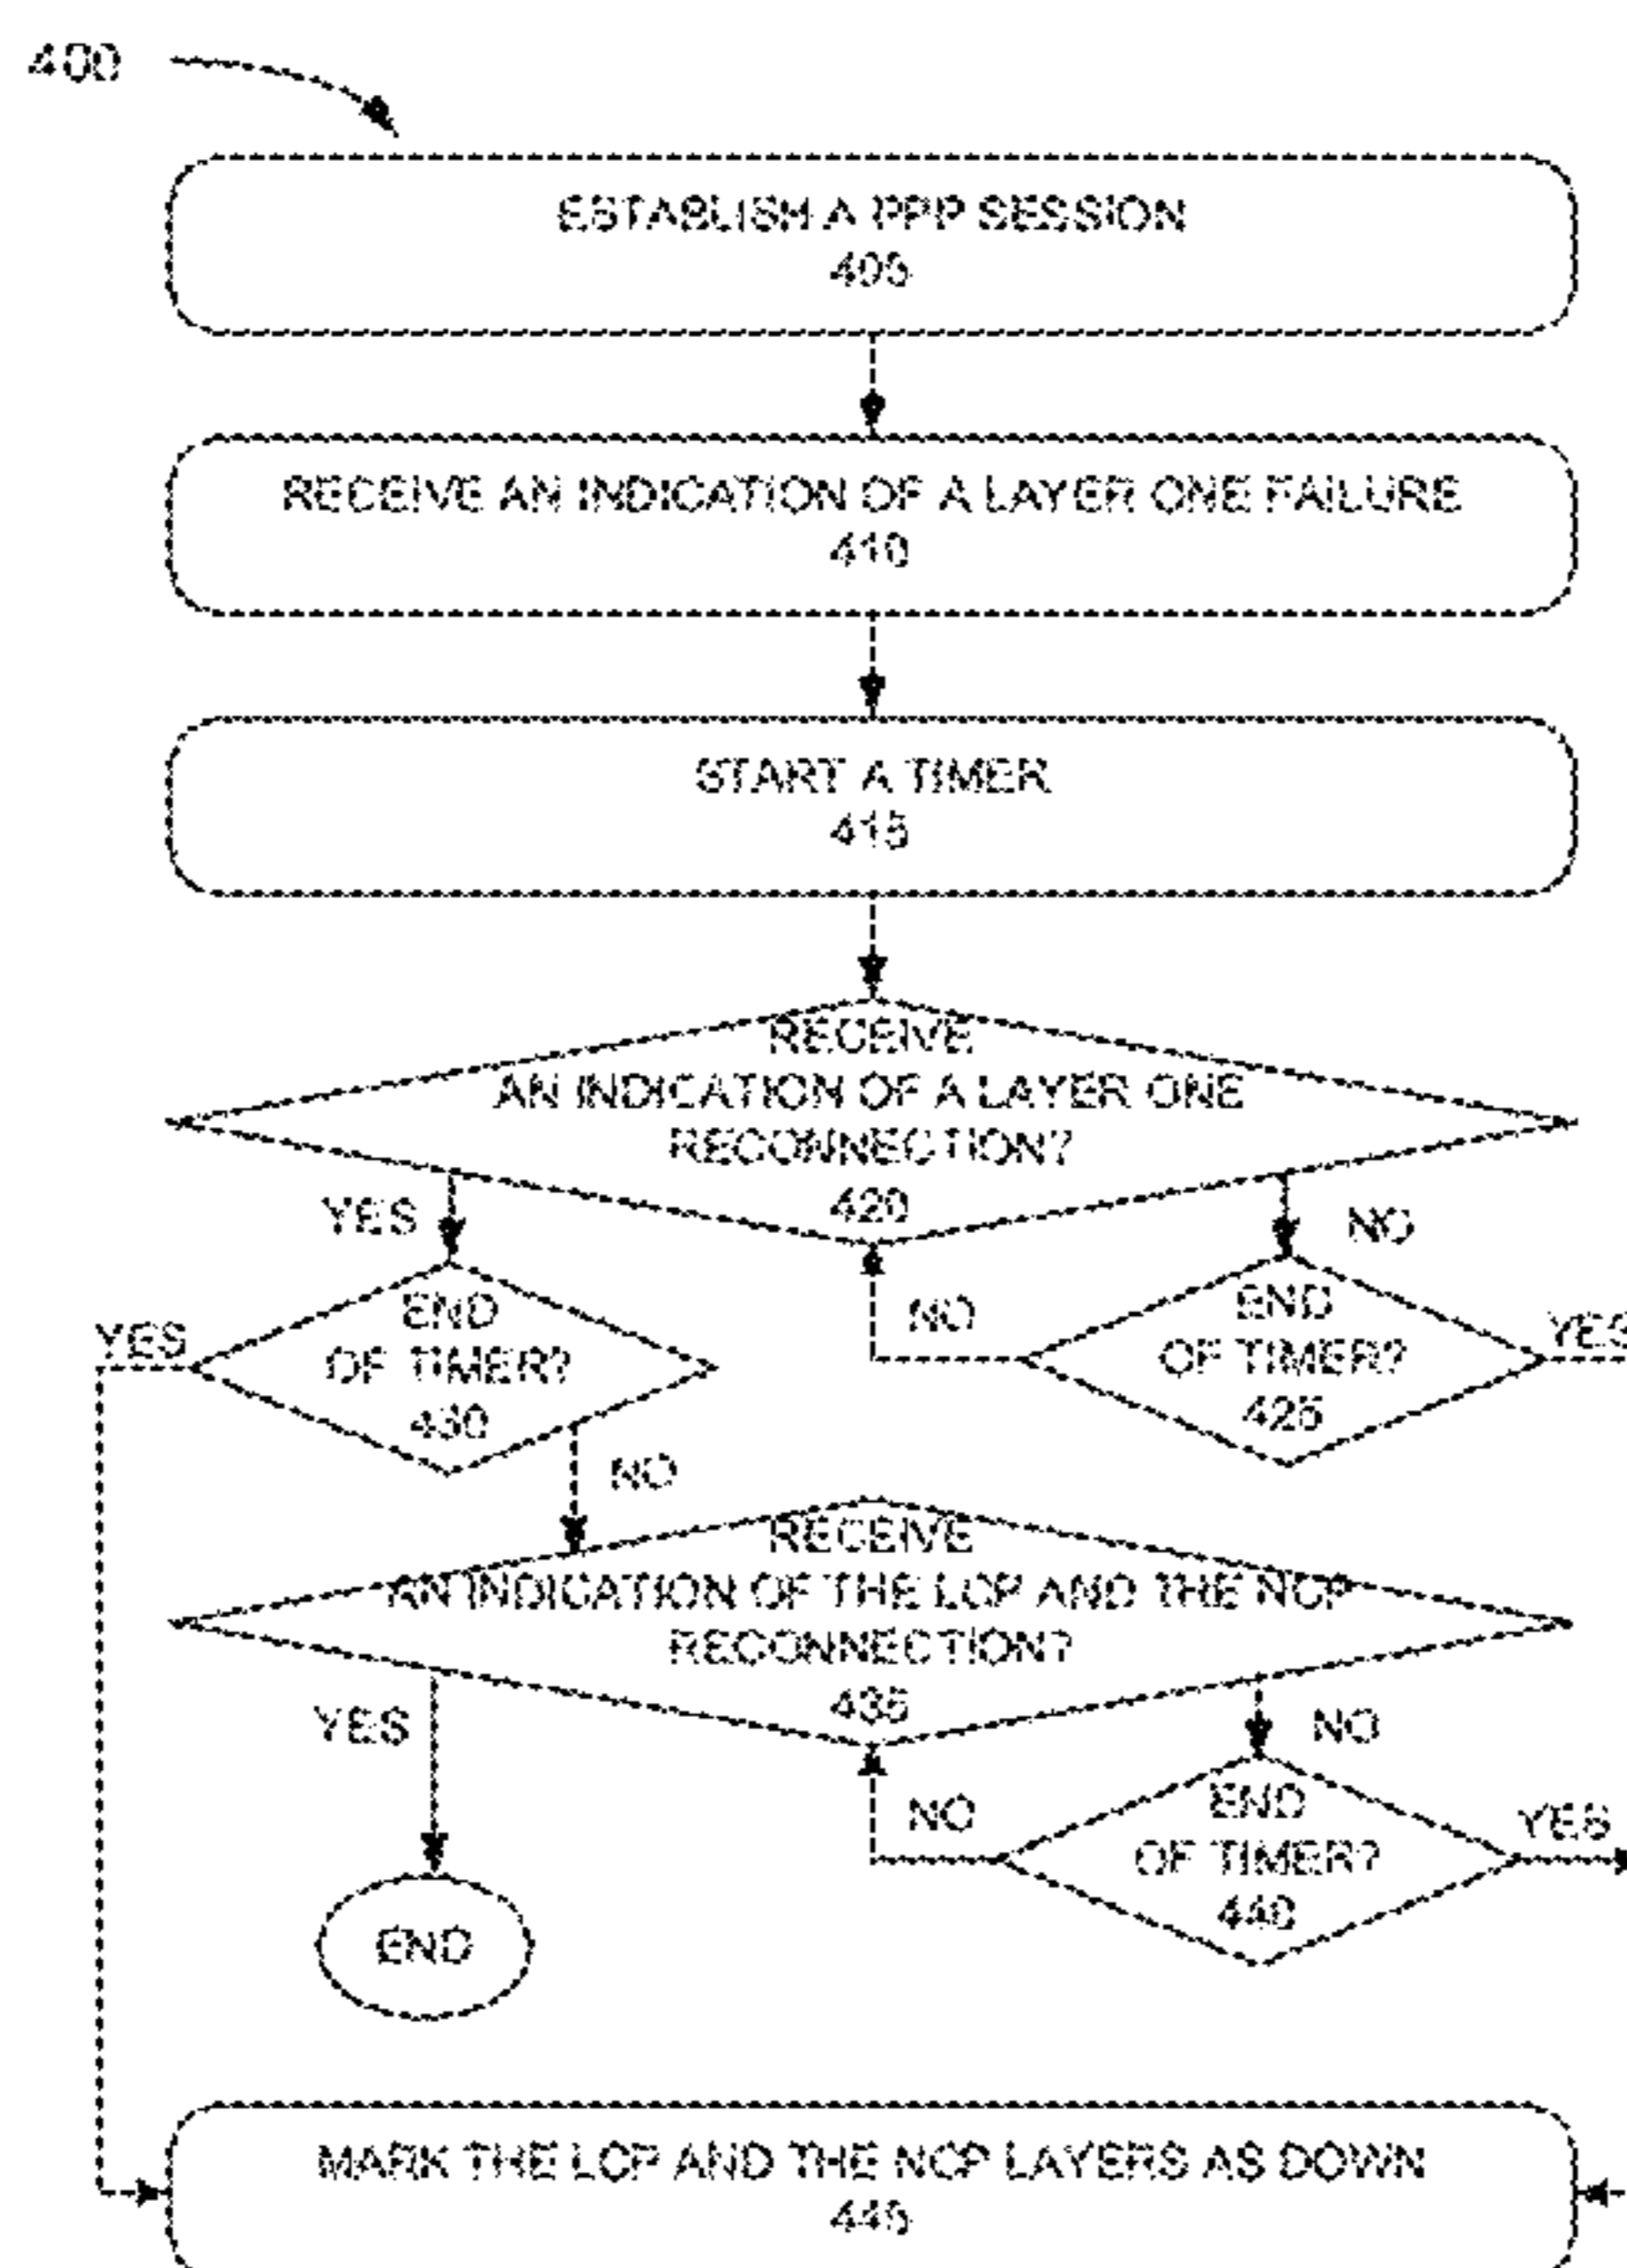 400
ESTABLISH A PPP SESSION
405
RECEIVE AN INDICATION OF A LAYER ONE FAILURE
410
START A TIMER
415
RECEIVE
AN INDICATION OF A LAYER ONE
RECONNECTION?
420
YES
NO
END
OF TIMER?
430
YES
NO
NO
END
OF TIMER?
425
YES
RECEIVE
AN INDICATION OF THE LCP AND THE NCP
RECONNECTION?
435
YES
NO
END
NO
END
OF TIMER?
440
YES
MARK THE LCP AND THE NCP LAYERS AS DOWN
445